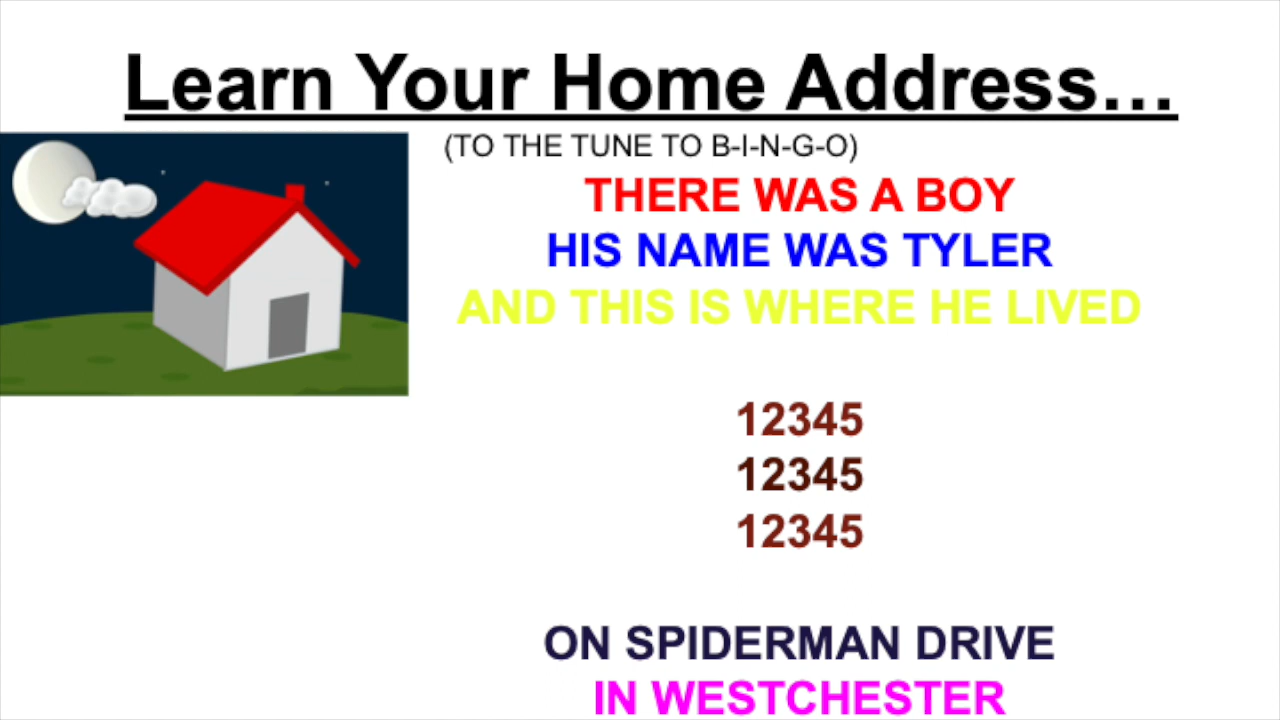 Learn Your Home Address...
(TO THE TUNE TO B-I-N-G-O)
THERE WAS A BOY
HIS NAME WAS TYLER
AND THIS IS WHERE HE LIVED
12345
12345
12345
ON SPIDERMAN DRIVE
IN WESTCHESTER